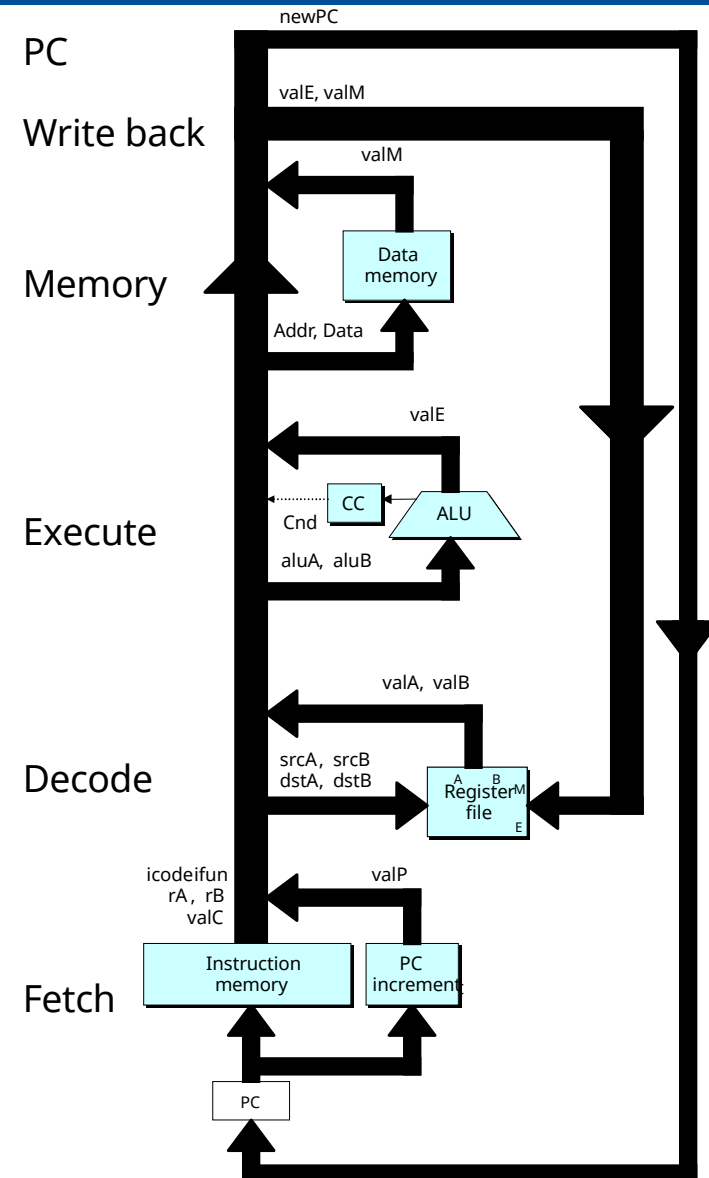 newPC
PC
valE, valM
Write back
valM
Data
memory
Memory
Addr, Data
valE
CC
ALU
Cnd
Execute
aluA, aluB
valA, valB
srcA, srcB
dstA, dstB
Decode
A B
Register M
file
E
icodeifun
rA , rB
valC
valP
Instruction
memory
PC
increment
Fetch
PC